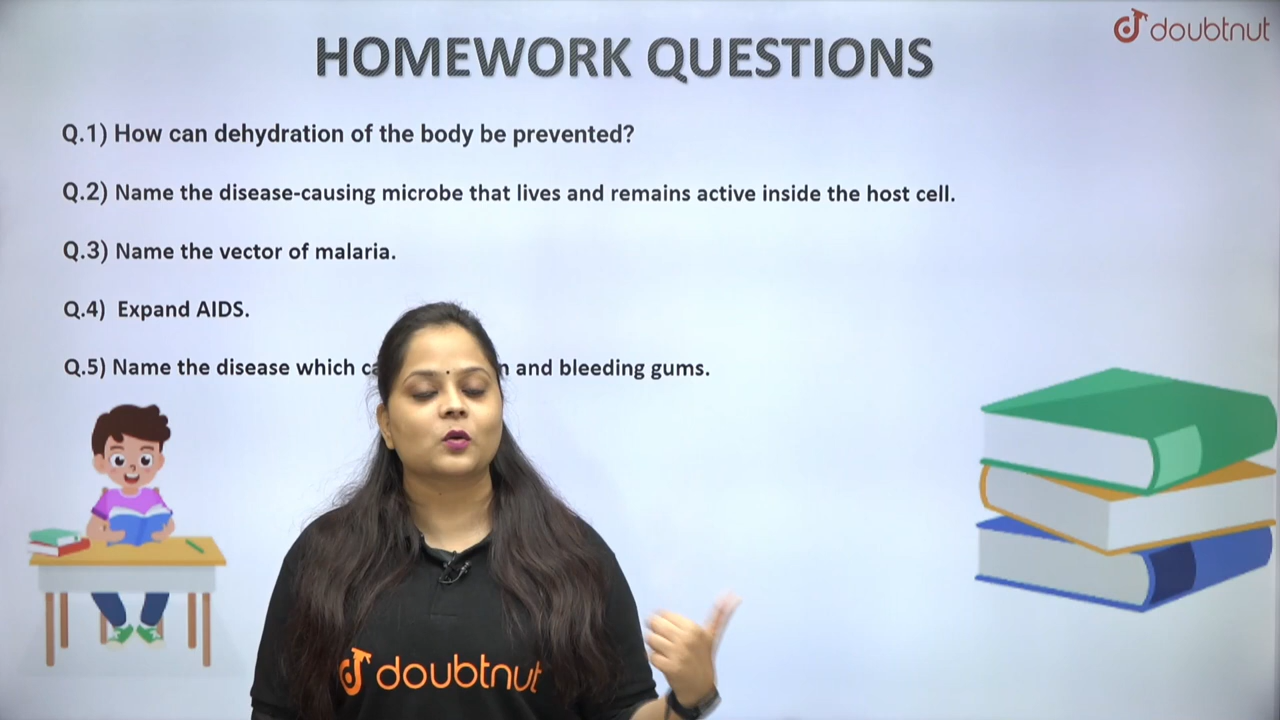 doubtnut
HOMEWORK QUESTIONS
Q.1) How can dehydration of the body be prevented?
Q.2) Name the disease-causing microbe that lives and remains active inside the host cell.
Q.3) Name the vector of malaria.
Q.4) Expand AIDS.
Q.5) Name the disease which and bleeding gums.
doubtnut